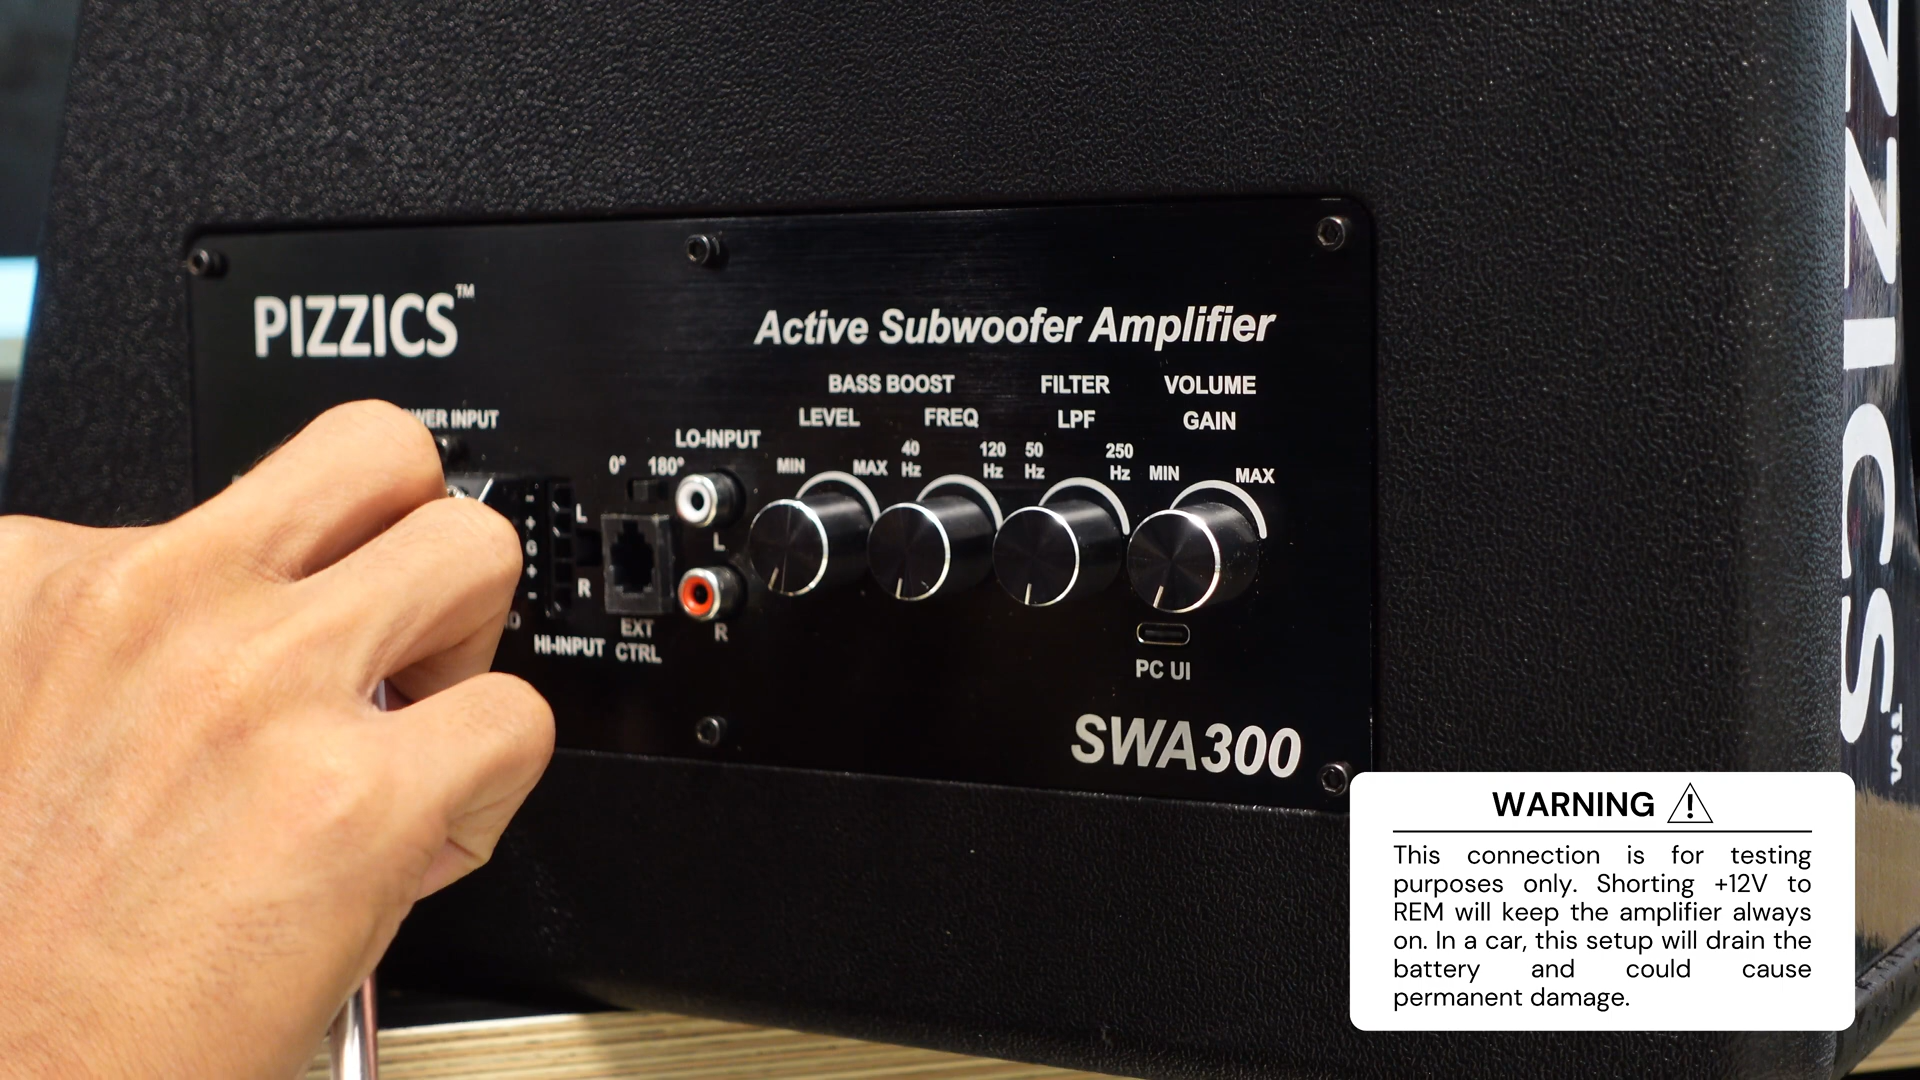 PIZZICS™
Active Subwoofer Amplifier
BASS BOOST
FILTER
VOLUME
LEVEL
FREQ
LPF
GAIN
INPUT
LO-INPUT
0°
180°
MIN
MAX
40
Hz
120
Hz
50
Hz
250
Hz
MIN
MAX
-
+
G
+
-
L
R
L
R
HI-INPUT
EXT
CTRL
PC UI
SWA300
ZZICS™
WARNING
This connection is for testing
purposes only. Shorting +12V to
REM will keep the amplifier always
on. In a car, this setup will drain the
battery and could cause
permanent damage.